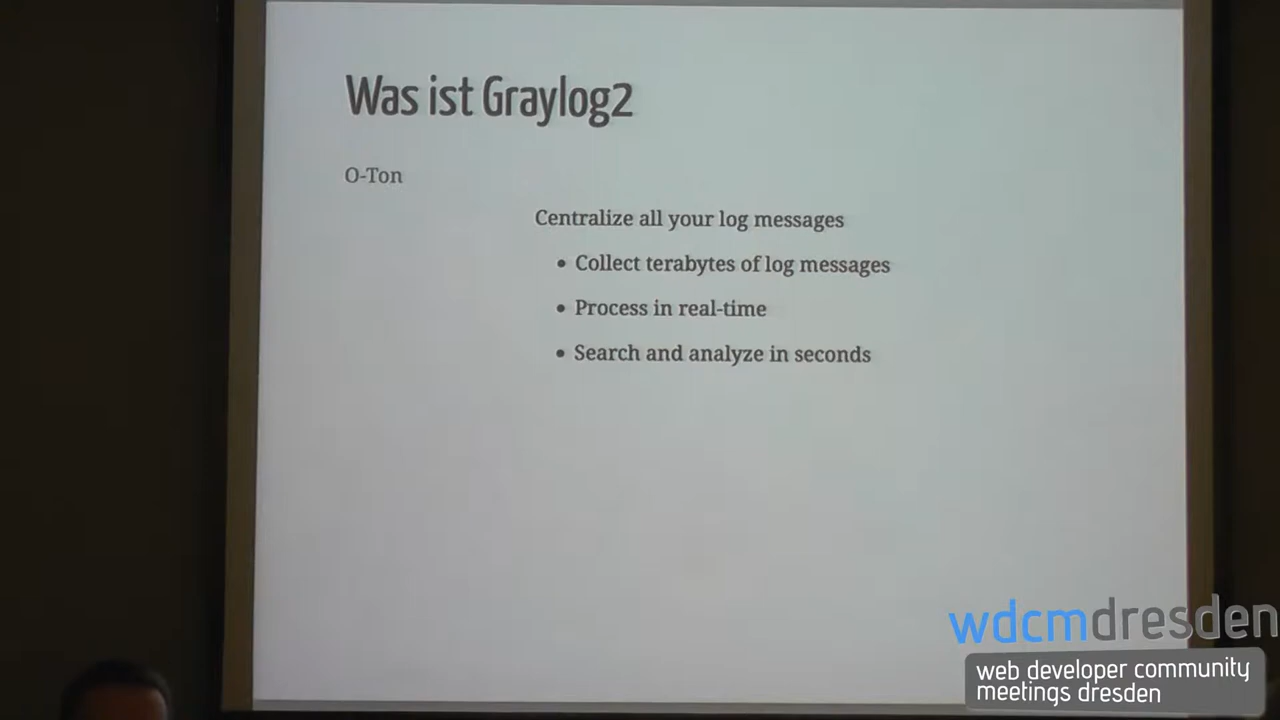 Was ist Graylog2
O-Ton
Centralize all your log messages
• Collect terabytes of log messages
• Process in real-time
• Search and analyze in seconds
wdcmdresden
web developer community
meetings dresden